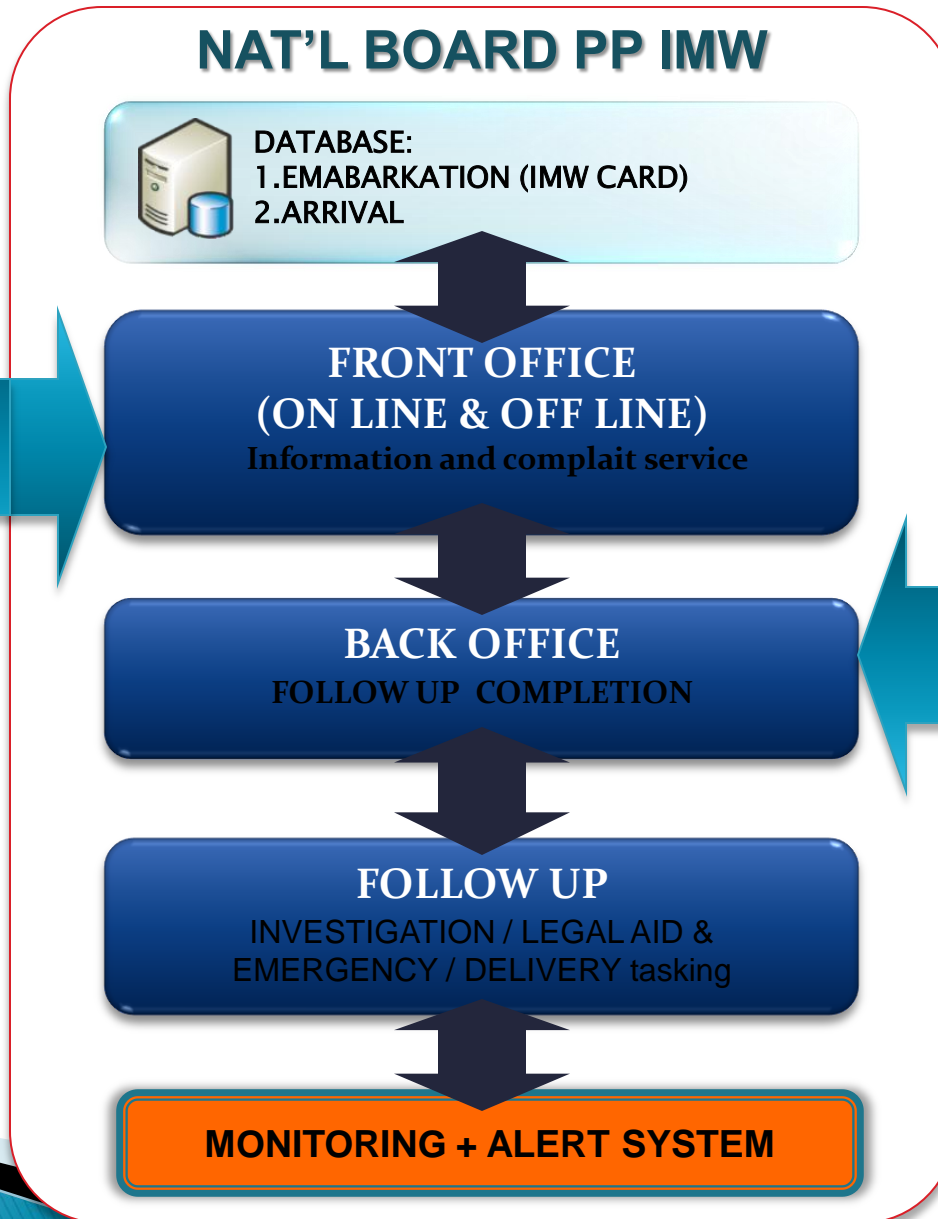 NAT'L BOARD PP IMW
DATABASE:
1.EMABARKATION (IMW CARD)
2.ARRIVAL
FRONT OFFICE
(ON LINE & OFF LINE)
Information and complait service
BACK OFFICE
FOLLOW UP COMPLETION
FOLLOW UP
INVESTIGATION / LEGAL AID &
EMERGENCY / DELIVERY tasking
MONITORING + ALERT SYSTEM